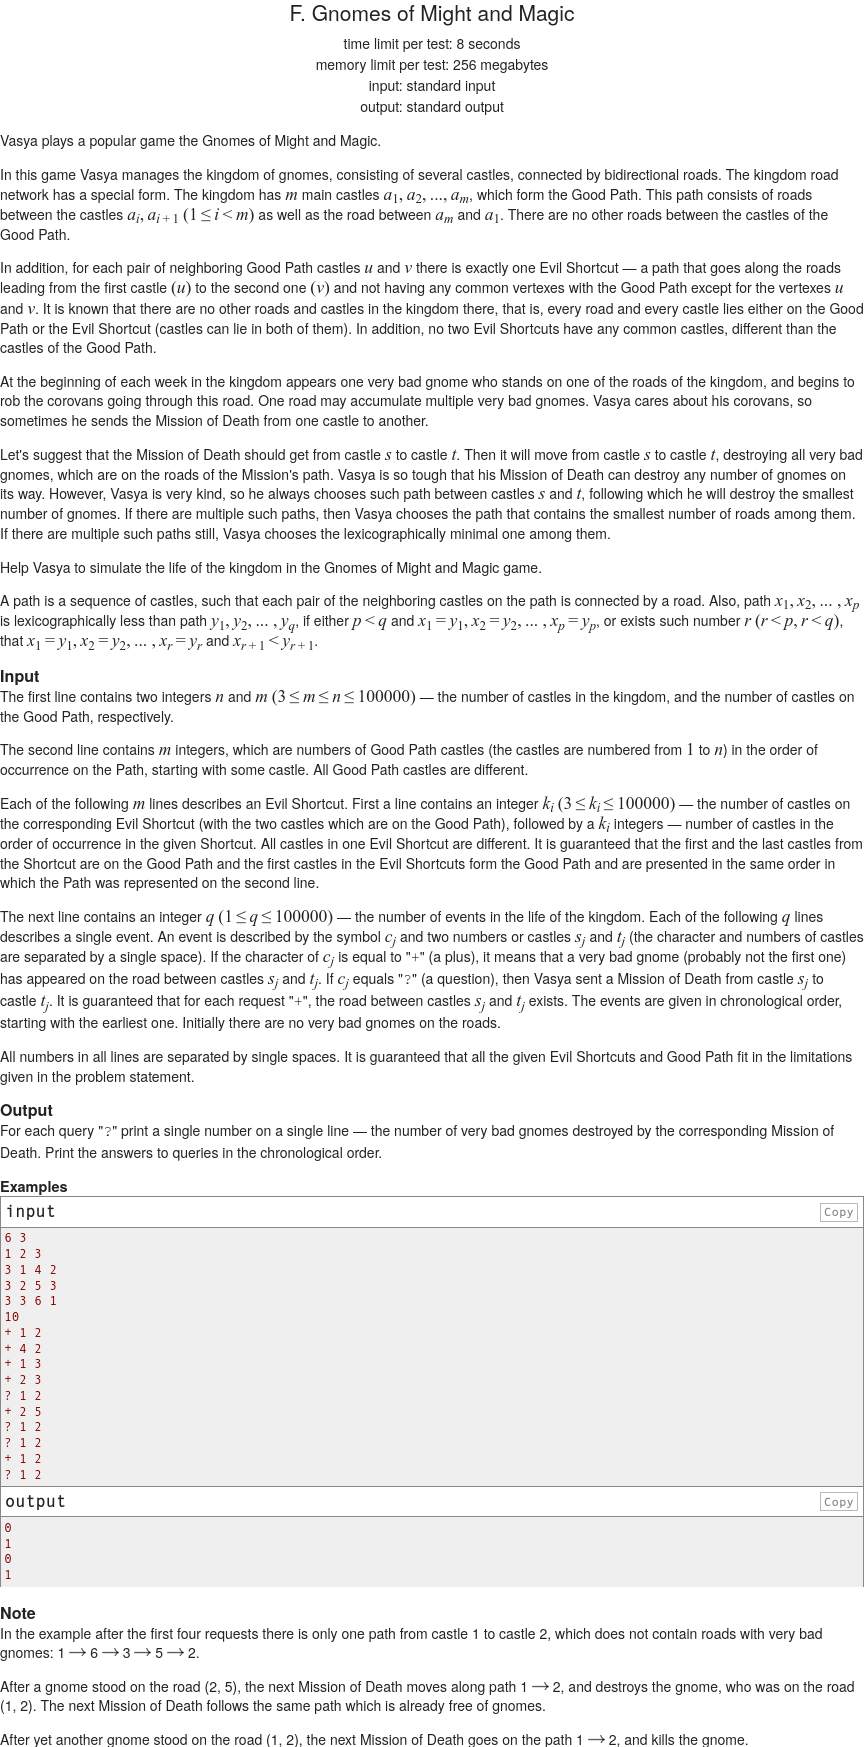 F. Gnomes of Might and Magic
time limit per test: 8 seconds
memory limit per test: 256 megabytes
input: standard input
output: standard output
Vasya plays a popular game the Gnomes of Might and Magic.
In this game Vasya manages the kingdom of gnomes, consisting of several castles, connected by bidirectional roads. The kingdom road
network has a special form. The kingdom has m main castles a1, a2, ..., am, which form the Good Path. This path consists of roads
between the castles ai, ai + 1 (1 ≤ i < m) as well as the road between am and a1. There are no other roads between the castles of the
Good Path.
In addition, for each pair of neighboring Good Path castles u and v there is exactly one Evil Shortcut — a path that goes along the roads
leading from the first castle (u) to the second one (v) and not having any common vertexes with the Good Path except for the vertexes u
and v. It is known that there are no other roads and castles in the kingdom there, that is, every road and every castle lies either on the Good
Path or the Evil Shortcut (castles can lie in both of them). In addition, no two Evil Shortcuts have any common castles, different than the
castles of the Good Path.
At the beginning of each week in the kingdom appears one very bad gnome who stands on one of the roads of the kingdom, and begins to
rob the corovans going through this road. One road may accumulate multiple very bad gnomes. Vasya cares about his corovans, so
sometimes he sends the Mission of Death from one castle to another.
Let's suggest that the Mission of Death should get from castle s to castle t. Then it will move from castle s to castle t, destroying all very bad
gnomes, which are on the roads of the Mission's path. Vasya is so tough that his Mission of Death can destroy any number of gnomes on
its way. However, Vasya is very kind, so he always chooses such path between castles s and t, following which he will destroy the smallest
number of gnomes. If there are multiple such paths, then Vasya chooses the path that contains the smallest number of roads among them.
If there are multiple such paths still, Vasya chooses the lexicographically minimal one among them.
Help Vasya to simulate the life of the kingdom in the Gnomes of Might and Magic game.
A path is a sequence of castles, such that each pair of the neighboring castles on the path is connected by a road. Also, path x1, x2, ... , xp
is lexicographically less than path y1, y2, ... , yq, if either p < q and x1 = y1, x2 = y2, ... , xp = yp, or exists such number r (r < p, r < q),
that x1 = y1, x2 = y2, ... , xr = yr and xr + 1 < yr + 1.
Input
The first line contains two integers n and m (3 ≤ m ≤ n ≤ 100000) — the number of castles in the kingdom, and the number of castles on
the Good Path, respectively.
The second line contains m integers, which are numbers of Good Path castles (the castles are numbered from 1 to n) in the order of
occurrence on the Path, starting with some castle. All Good Path castles are different.
Each of the following m lines describes an Evil Shortcut. First a line contains an integer ki (3 ≤ ki ≤ 100000) — the number of castles on
the corresponding Evil Shortcut (with the two castles which are on the Good Path), followed by a ki integers — number of castles in the
order of occurrence in the given Shortcut. All castles in one Evil Shortcut are different. It is guaranteed that the first and the last castles from
the Shortcut are on the Good Path and the first castles in the Evil Shortcuts form the Good Path and are presented in the same order in
which the Path was represented on the second line.
The next line contains an integer q (1 ≤ q ≤ 100000) — the number of events in the life of the kingdom. Each of the following q lines
describes a single event. An event is described by the symbol cj and two numbers or castles sj and tj (the character and numbers of castles
are separated by a single space). If the character of cj is equal to "+" (a plus), it means that a very bad gnome (probably not the first one)
has appeared on the road between castles sj and tj. If cj equals "?" (a question), then Vasya sent a Mission of Death from castle sj to
castle tj. It is guaranteed that for each request "+", the road between castles sj and tj exists. The events are given in chronological order,
starting with the earliest one. Initially there are no very bad gnomes on the roads.
All numbers in all lines are separated by single spaces. It is guaranteed that all the given Evil Shortcuts and Good Path fit in the limitations
given in the problem statement.
Output
For each query "?" print a single number on a single line — the number of very bad gnomes destroyed by the corresponding Mission of
Death. Print the answers to queries in the chronological order.
Examples
input
Copy
6 3
1 2 3
3 1 4 2
3 2 5 3
3 3 6 1
10
+ 1 2
+ 4 2
+ 1 3
+ 2 3
? 1 2
+ 2 5
? 1 2
? 1 2
+ 1 2
? 1 2
output
Copy
0
1
0
1
Note
In the example after the first four requests there is only one path from castle 1 to castle 2, which does not contain roads with very bad
gnomes: 1 → 6 → 3 → 5 → 2.
After a gnome stood on the road (2, 5), the next Mission of Death moves along path 1 → 2, and destroys the gnome, who was on the road
(1, 2). The next Mission of Death follows the same path which is already free of gnomes.
After yet another gnome stood on the road (1, 2), the next Mission of Death goes on the path 1 → 2, and kills the gnome.